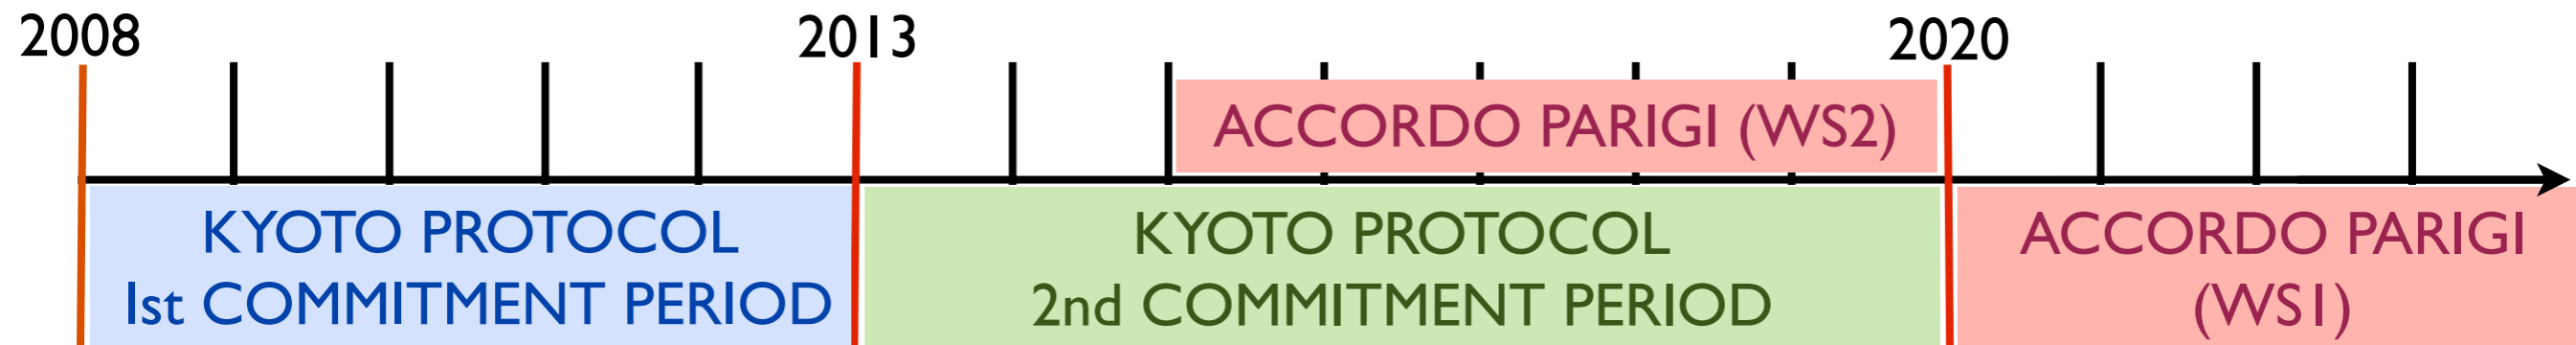 2008
2013
2020
ACCORDO PARIGI (WS2)
KYOTO PROTOCOL
1st COMMITMENT PERIOD
KYOTO PROTOCOL
2nd COMMITMENT PERIOD
ACCORDO PARIGI
(WS1)